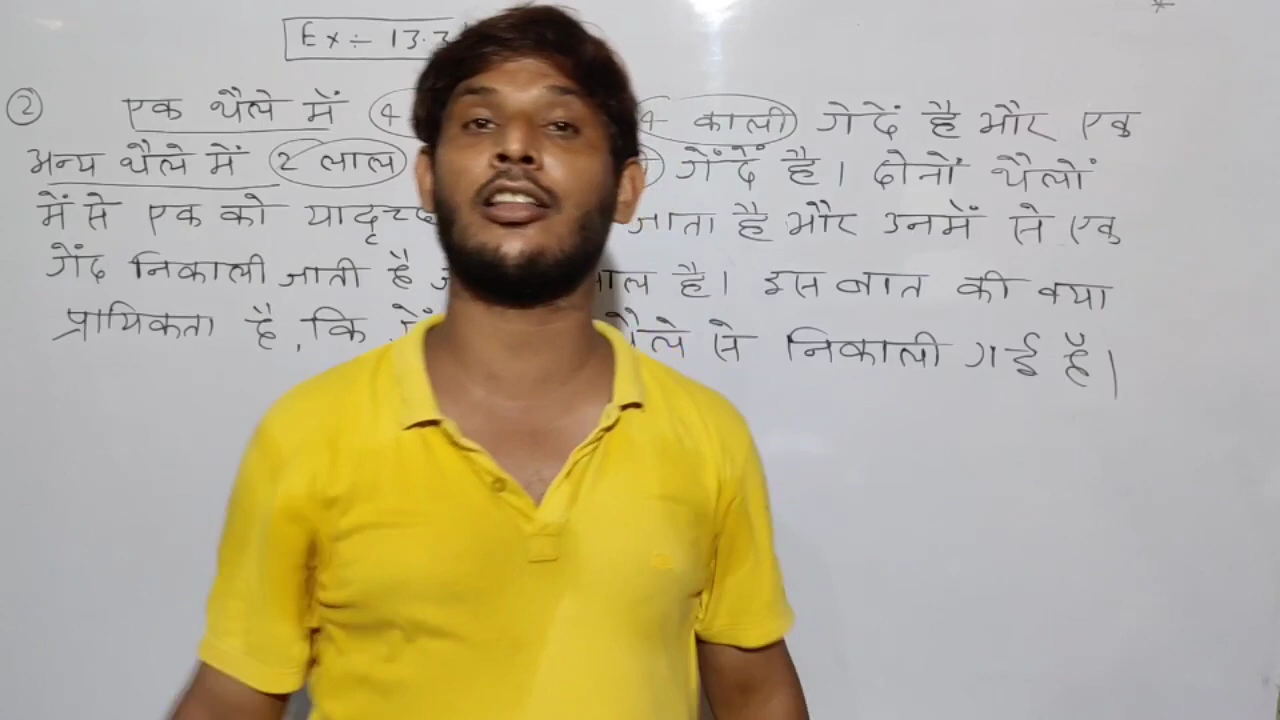 Ex ÷ 13.3
② एक थैले में 4 4 काली गेदें है और एक
अन्य थैले में 2 लाल गेंदें है। दोनों थैलों
में से एक को जाता है और उनमें से एक
गेंद निकाली जाती है है। इस बात की क्या
प्रायिकता है, कि से निकाली गई है।